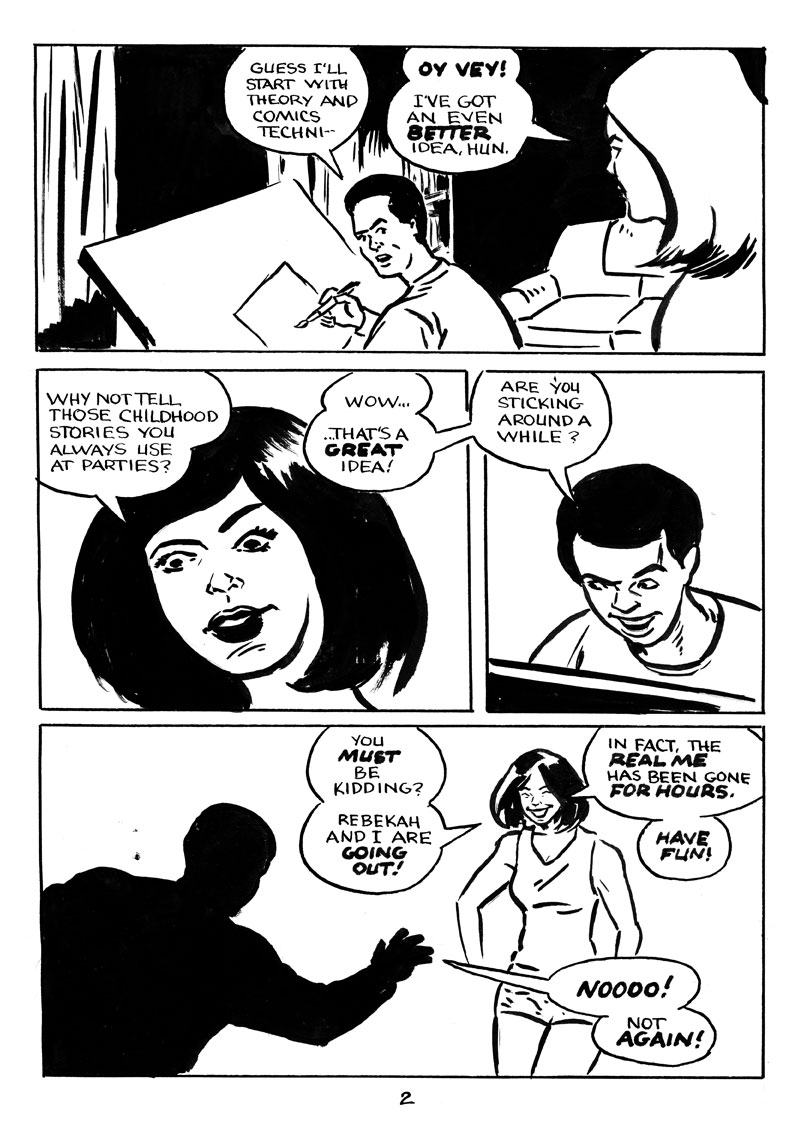 GUESS I'LL
START WITH
THEORY AND
COMICS
TECHNI--
OY VEY!
I'VE GOT
AN EVEN
BETTER
IDEA, HUN.
WHY NOT TELL
THOSE CHILDHOOD
STORIES YOU
ALWAYS USE
AT PARTIES?
WOW...
...THAT'S A
GREAT
IDEA!
ARE YOU
STICKING
AROUND A
WHILE?
YOU
MUST
BE
KIDDING?
REBEKAH
AND I ARE
GOING
OUT!
IN FACT, THE
REAL ME
HAS BEEN GONE
FOR HOURS.
HAVE
FUN!
NOOOO!
NOT
AGAIN!
2